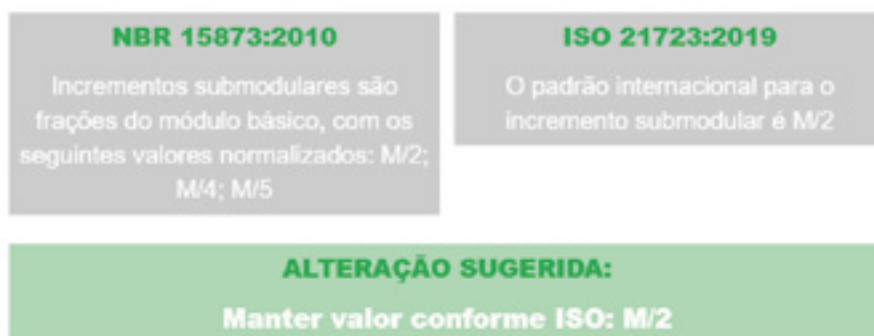 NBR 15873:2010
Incrementos submodulares são
frações do módulo básico, com os
seguintes valores normalizados: M/2;
M/4; M/5
ISO 21723:2019
O padrão internacional para o
incremento submodular é M/2
ALTERAÇÃO SUGERIDA:
Manter valor conforme ISO: M/2